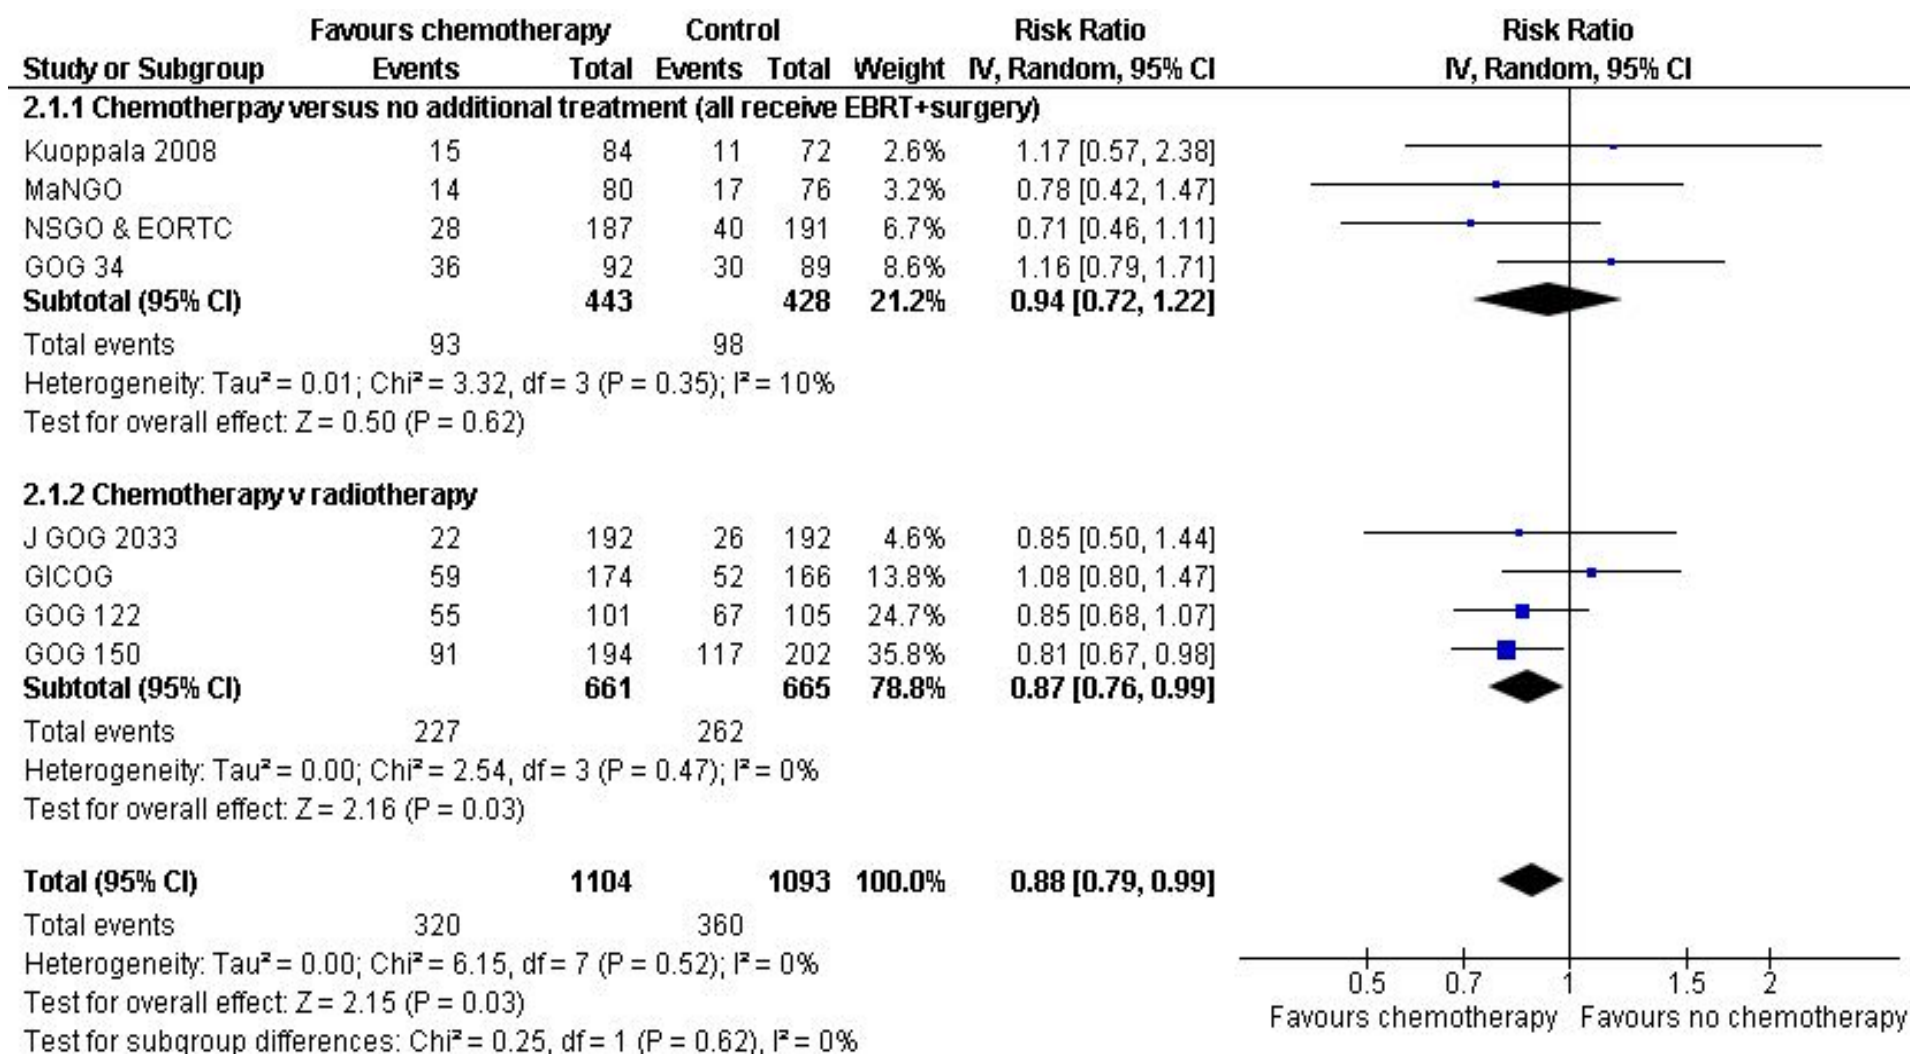 Favours chemotherapy Control Risk Ratio Risk Ratio
Study or Subgroup Events Total Events Total Weight IV, Random, 95% CI IV, Random, 95% CI
2.1.1 Chemotherpay versus no additional treatment (all receive EBRT+surgery)
Kuoppala 2008 15 84 11 72 2.6% 1.17 [0.57, 2.38]
MaNGO 14 80 17 76 3.2% 0.78 [0.42, 1.47]
NSGO & EORTC 28 187 40 191 6.7% 0.71 [0.46, 1.11]
GOG 34 36 92 30 89 8.6% 1.16 [0.79, 1.71]
Subtotal (95% CI) 443 428 21.2% 0.94 [0.72, 1.22]
Total events 93 98
Heterogeneity: Tau² = 0.01; Chi² = 3.32, df = 3 (P = 0.35); I² = 10%
Test for overall effect: Z = 0.50 (P = 0.62)
2.1.2 Chemotherapy v radiotherapy
J GOG 2033 22 192 26 192 4.6% 0.85 [0.50, 1.44]
GICOG 59 174 52 166 13.8% 1.08 [0.80, 1.47]
GOG 122 55 101 67 105 24.7% 0.85 [0.68, 1.07]
GOG 150 91 194 117 202 35.8% 0.81 [0.67, 0.98]
Subtotal (95% CI) 661 665 78.8% 0.87 [0.76, 0.99]
Total events 227 262
Heterogeneity: Tau² = 0.00; Chi² = 2.54, df = 3 (P = 0.47); I² = 0%
Test for overall effect: Z = 2.16 (P = 0.03)
Total (95% CI) 1104 1093 100.0% 0.88 [0.79, 0.99]
Total events 320 360
Heterogeneity: Tau² = 0.00; Chi² = 6.15, df = 7 (P = 0.52); I² = 0%
Test for overall effect: Z = 2.15 (P = 0.03)
Test for subgroup differences: Chi² = 0.25, df = 1 (P = 0.62), I² = 0%
0.5 0.7 1 1.5 2
Favours chemotherapy Favours no chemotherapy